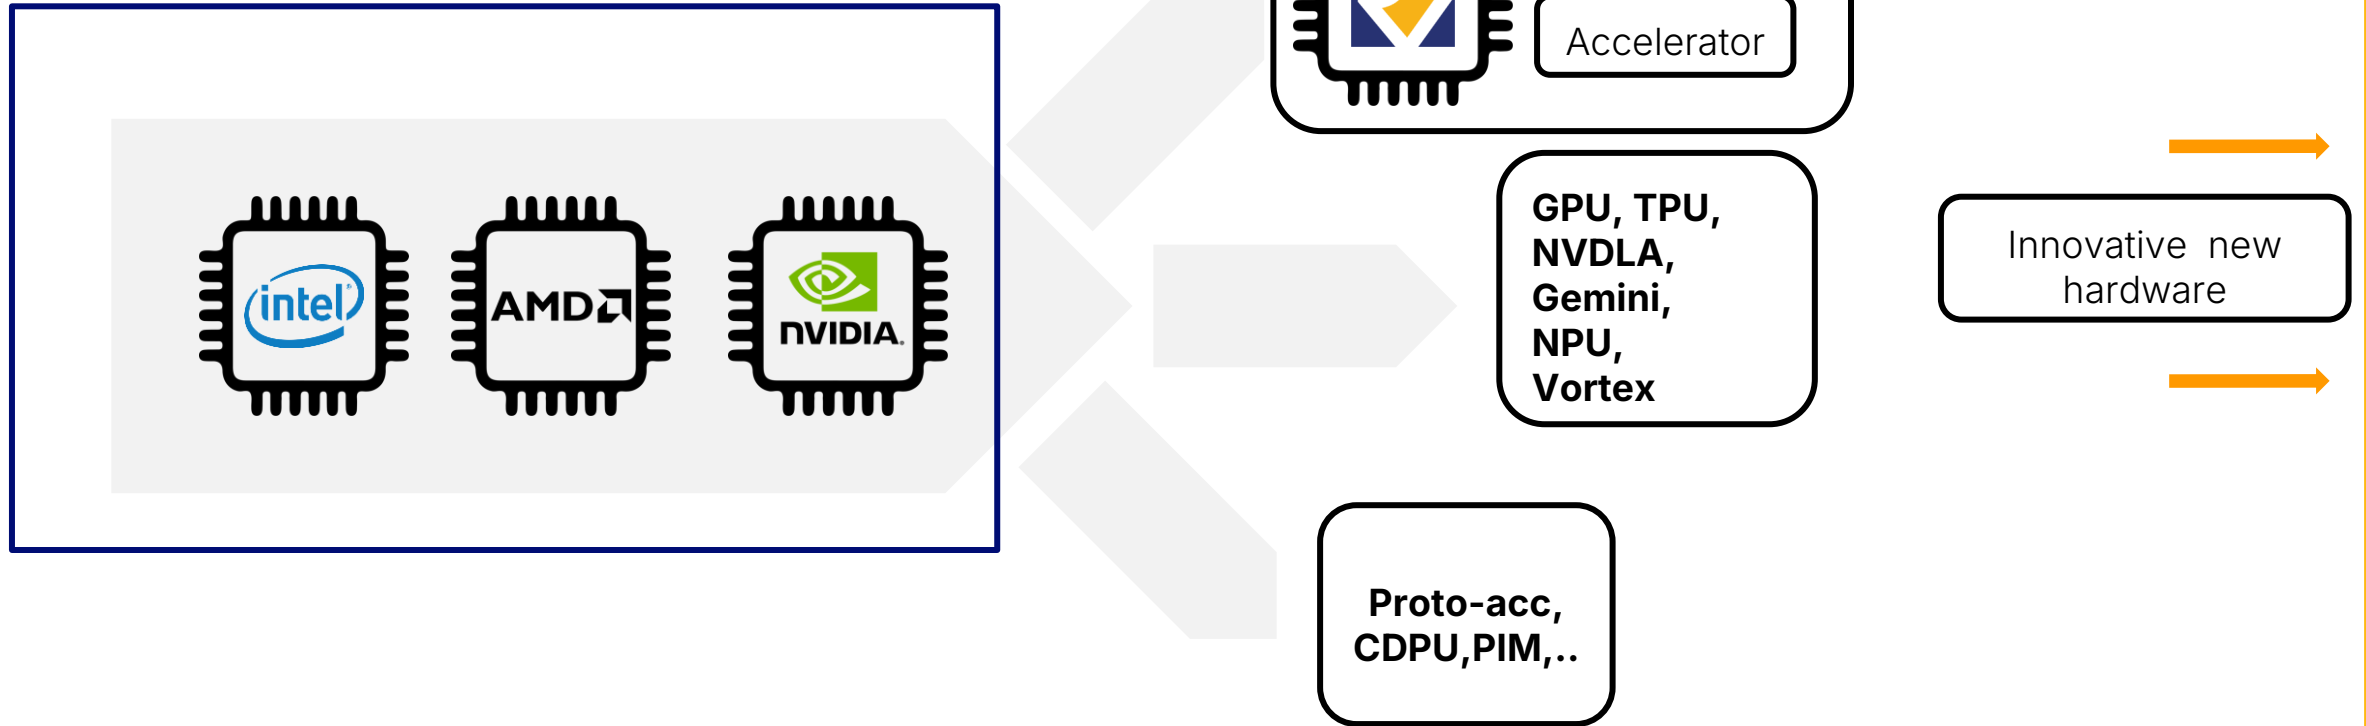 Accelerator
intel
AMD
NVIDIA.
GPU, TPU,
NVDLA,
Gemini,
NPU,
Vortex
Innovative new
hardware
Proto-acc,
CDPU,PIM,..